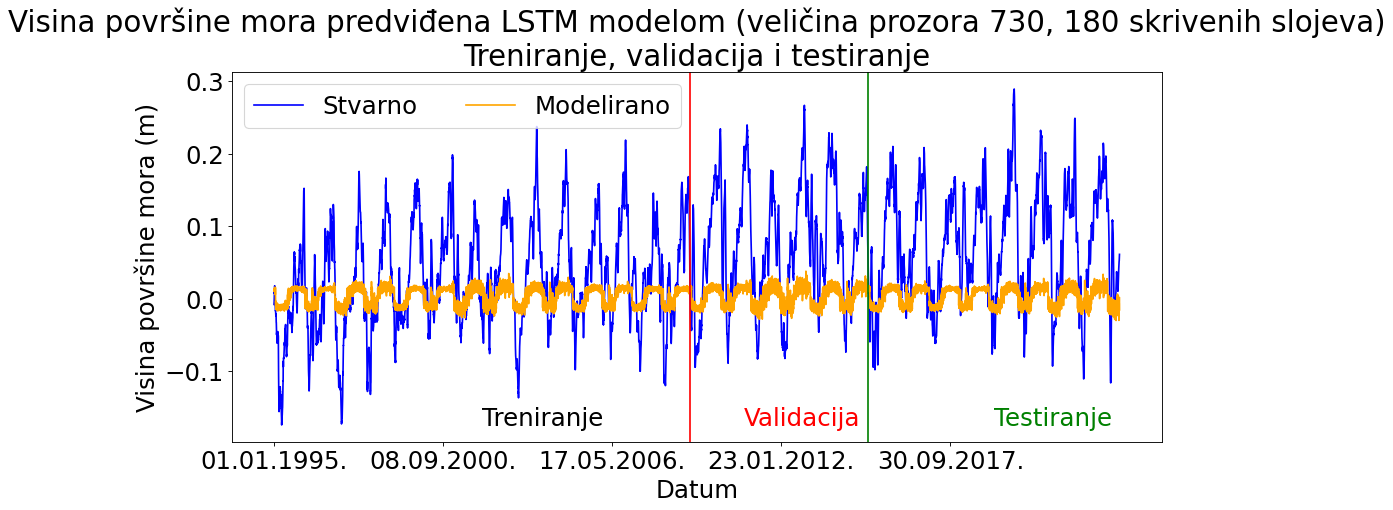 Visina površine mora predviđena LSTM modelom (veličina prozora 730, 180 skrivenih slojeva)
Treniranje, validacija i testiranje
Stvarno
Modelirano
Visina površine mora (m)
0.3
0.2
0.1
0.0
−0.1
Treniranje
Validacija
Testiranje
01.01.1995.
08.09.2000.
17.05.2006.
23.01.2012.
30.09.2017.
Datum